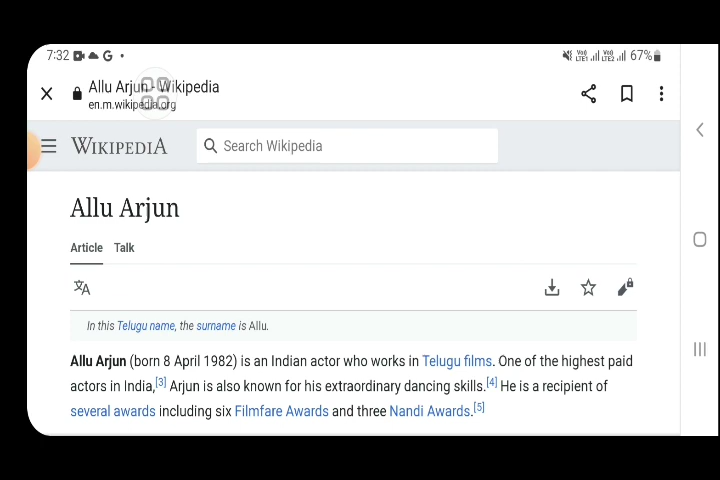 7:32 G LTE1 LTE2 67%
Allu Arjun - Wikipedia
en.m.wikipedia.org
WIKIPEDIA Search Wikipedia
Allu Arjun
Article Talk
In this Telugu name, the surname is Allu.
Allu Arjun (born 8 April 1982) is an Indian actor who works in Telugu films. One of the highest paid
actors in India,[3] Arjun is also known for his extraordinary dancing skills.[4] He is a recipient of
several awards including six Filmfare Awards and three Nandi Awards.[5]